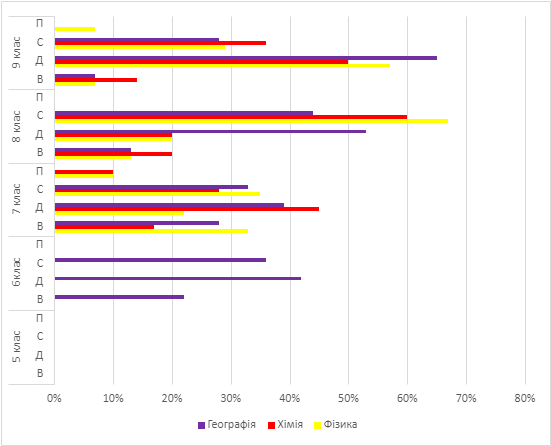 9 клас
П
С
Д
В
8 клас
П
С
Д
В
7 клас
П
С
Д
В
6клас
П
С
Д
В
5 клас
П
С
Д
В
0% 10% 20% 30% 40% 50% 60% 70% 80%
Географія Хімія Фізика